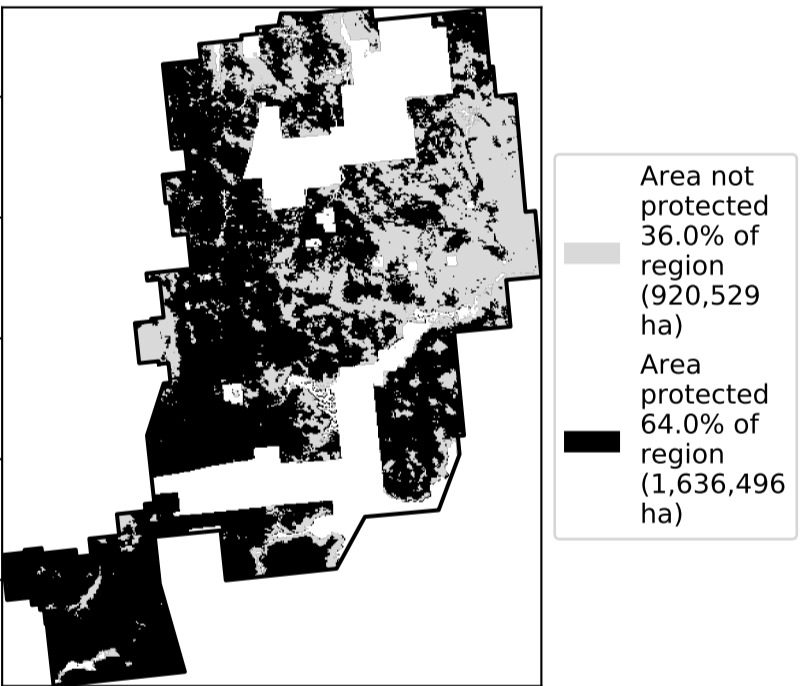 Area not
protected
36.0% of
region
(920,529
ha)
Area
protected
64.0% of
region
(1,636,496
ha)